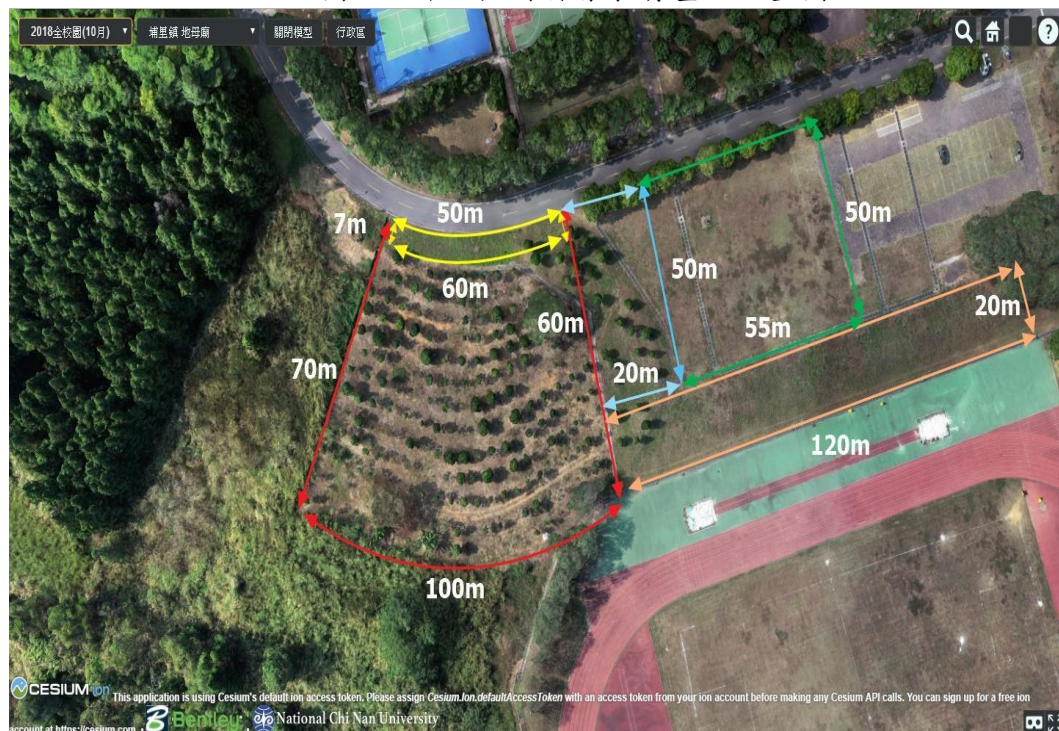 2018全校園(10月)
埔里鎮 地母廟
關閉模型
行政區
?
7m
50m
60m
60m
70m
100m
50m
20m
55m
50m
20m
120m
CESIUM ion This application is using Cesium's default ion access token. Please assign Cesium.Ion.defaultAccessToken with an access token from your ion account before making any Cesium API calls. You can sign up for a free ion
account at https://cesium.com. Bentley National Chi Nan University